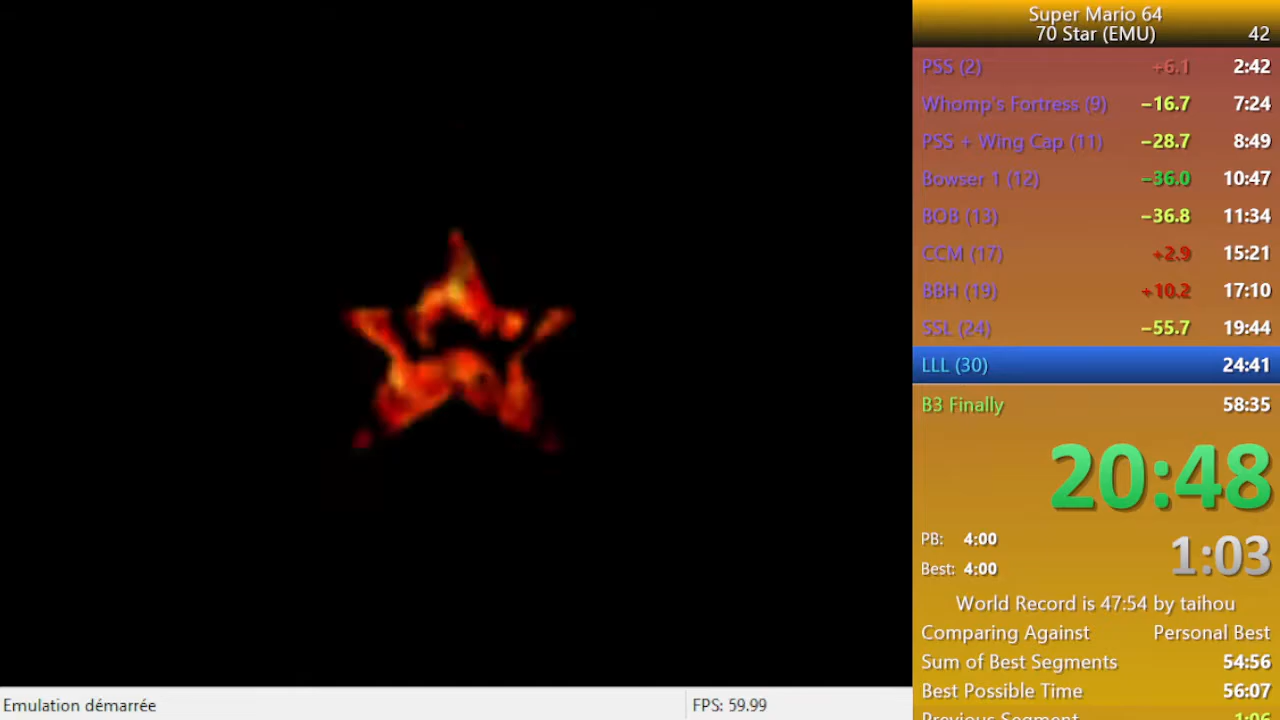 Super Mario 64
70 Star (EMU) 42
PSS (2) +6.1 2:42
Whomp's Fortress (9) −16.7 7:24
PSS + Wing Cap (11) −28.7 8:49
Bowser 1 (12) −36.0 10:47
BOB (13) −36.8 11:34
CCM (17) +2.9 15:21
BBH (19) +10.2 17:10
SSL (24) −55.7 19:44
LLL (30) 24:41
B3 Finally 58:35
20:48
PB: 4:00
1:03
Best: 4:00
World Record is 47:54 by taihou
Comparing Against Personal Best
Sum of Best Segments 54:56
Best Possible Time 56:07
Previous Segment -1:06
Emulation démarrée FPS: 59.99